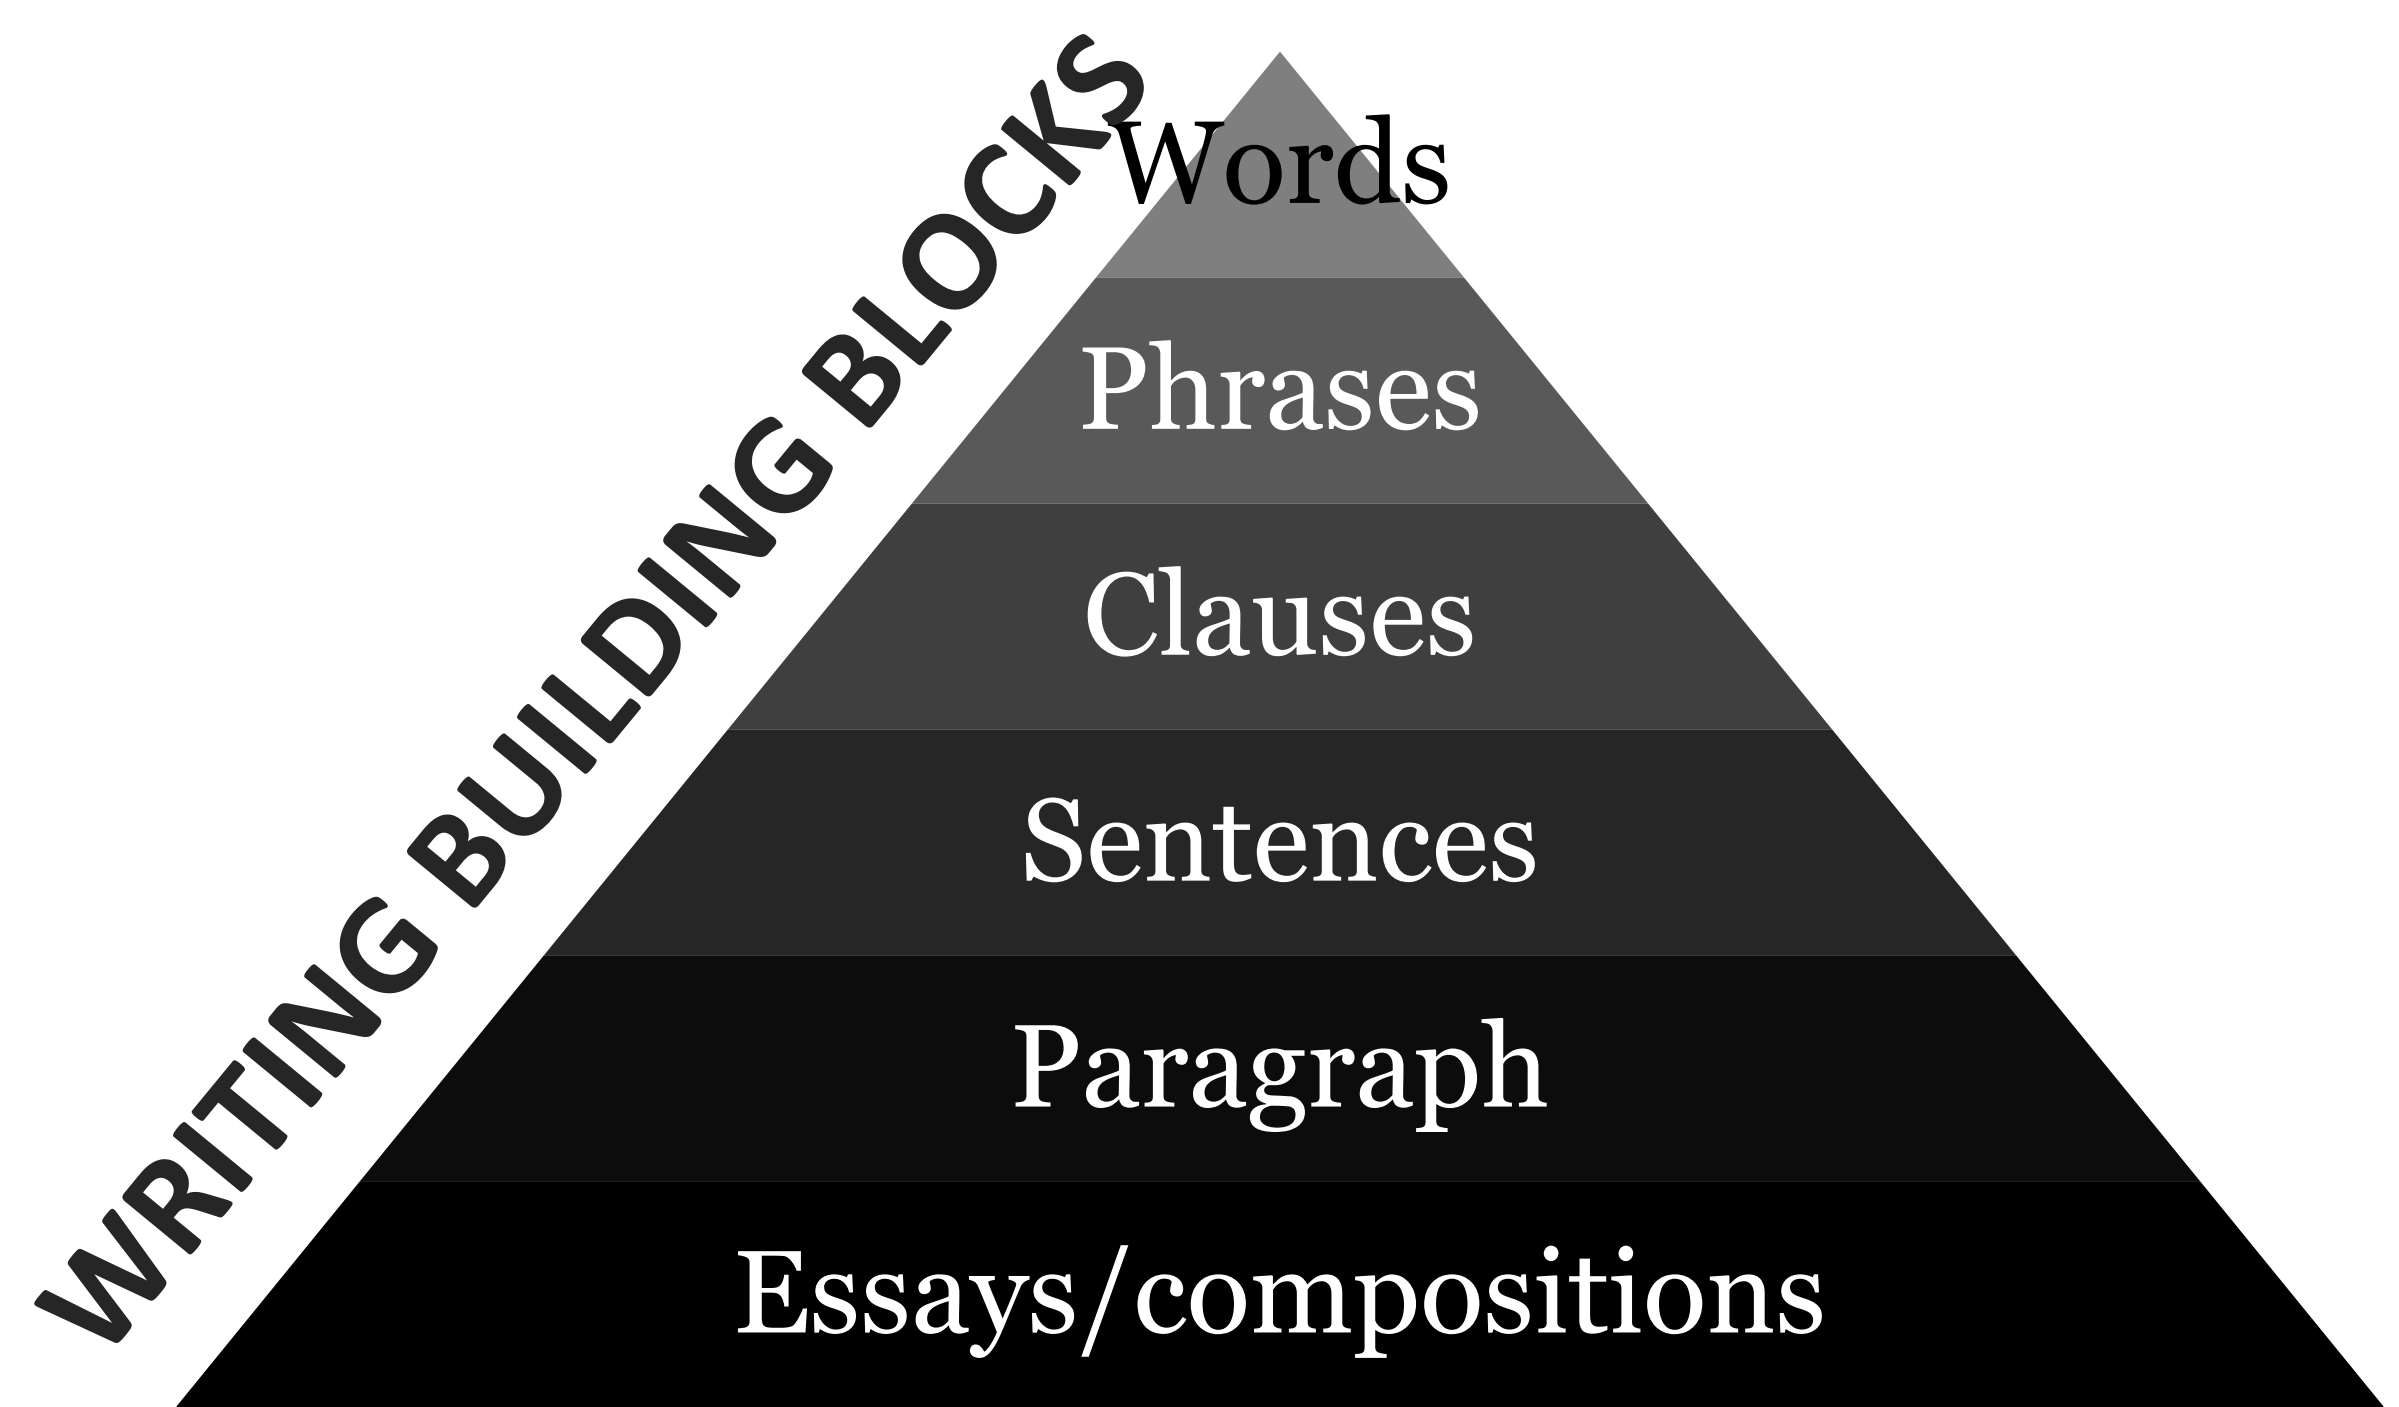 WRITING BUILDING BLOCKS
Words
Phrases
Clauses
Sentences
Paragraph
Essays/compositions